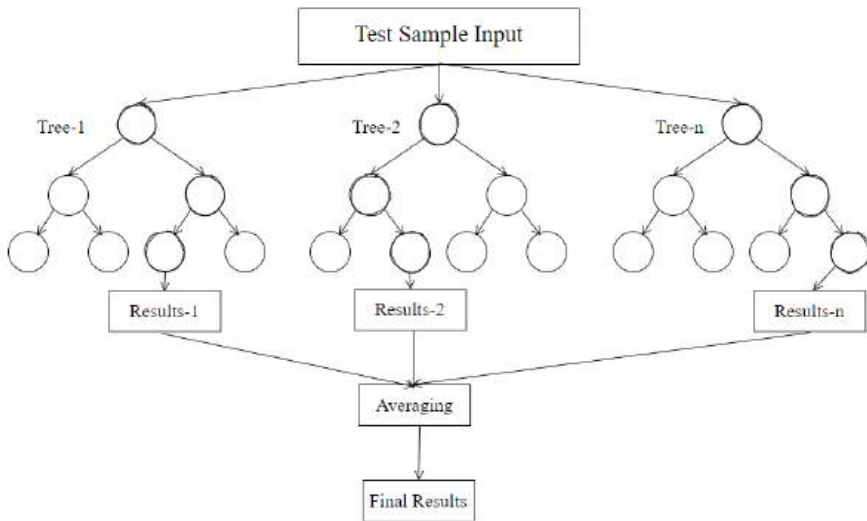 Test Sample Input
Tree-1
Tree-2
Tree-n
Results-1
Results-2
Results-n
Averaging
Final Results